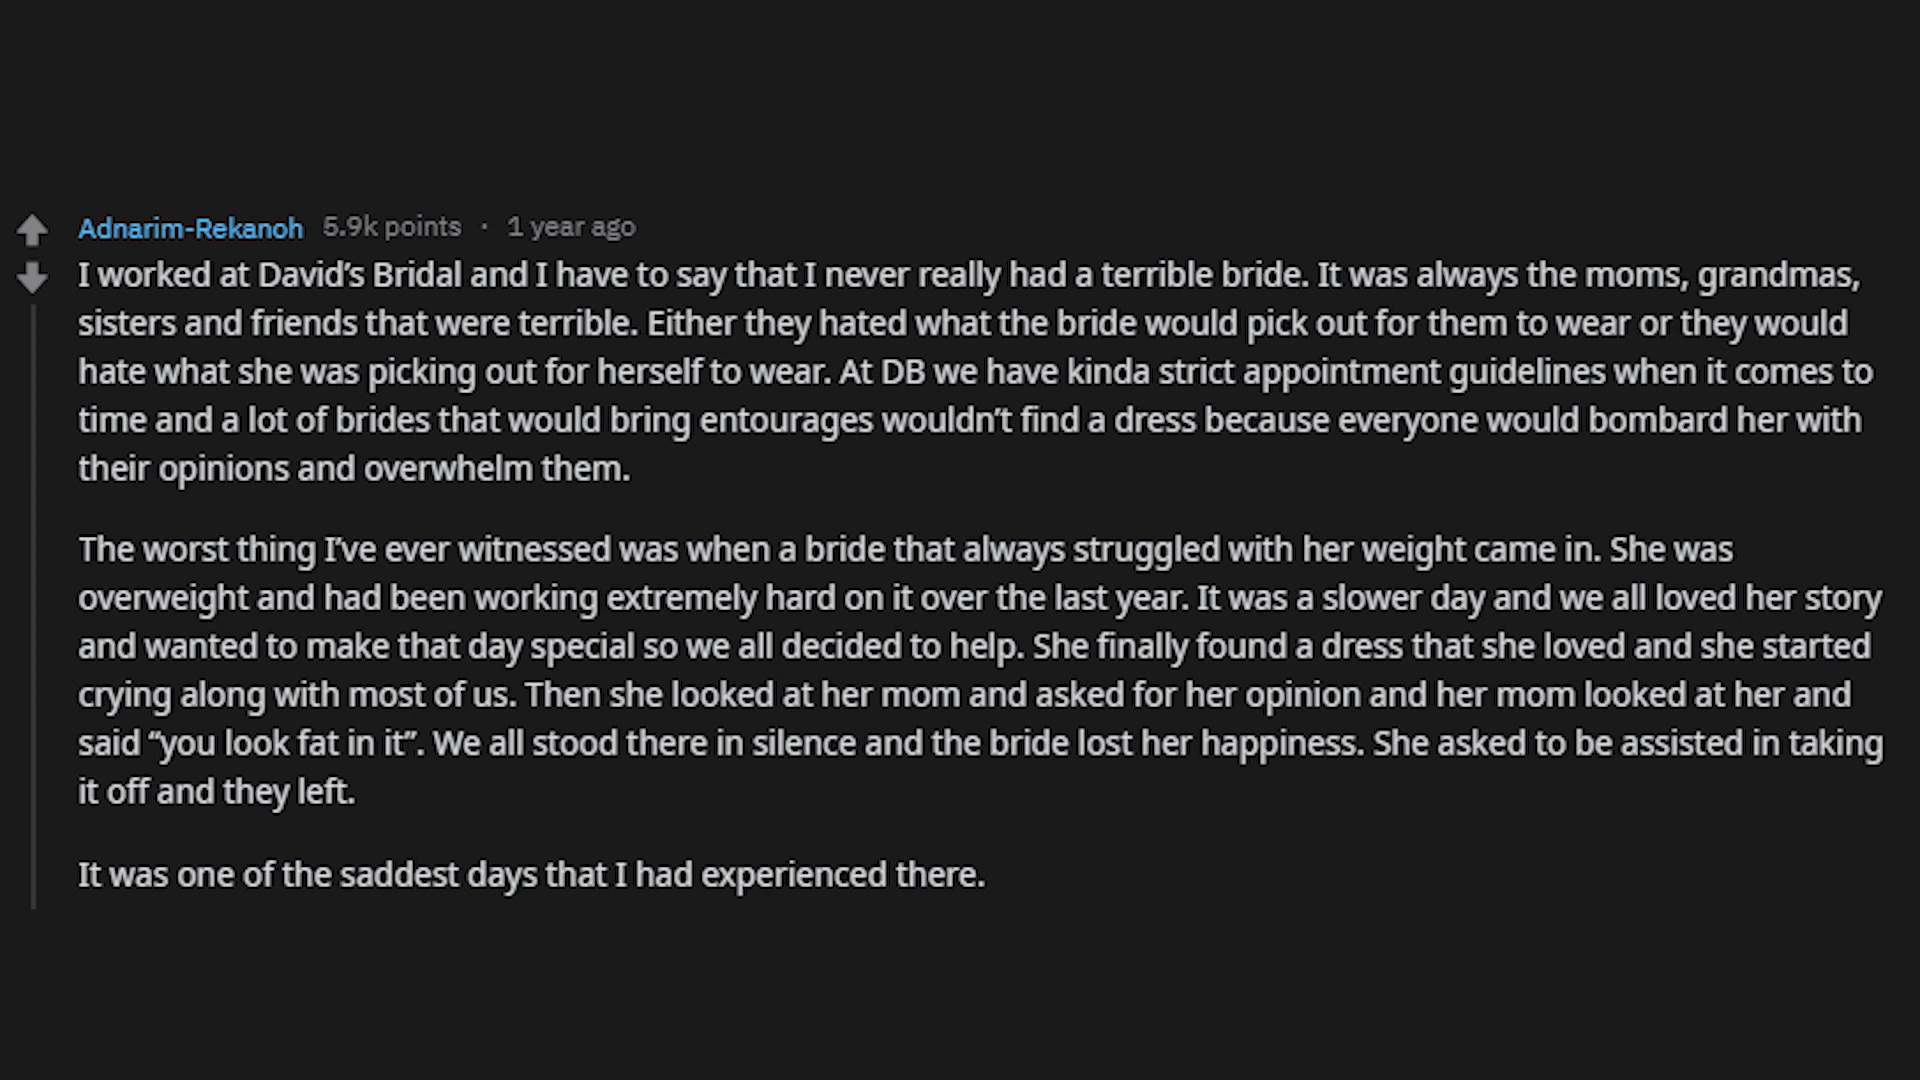 Adnarim-Rekanoh 5.9k points · 1 year ago
I worked at David’s Bridal and I have to say that I never really had a terrible bride. It was always the moms, grandmas,
sisters and friends that were terrible. Either they hated what the bride would pick out for them to wear or they would
hate what she was picking out for herself to wear. At DB we have kinda strict appointment guidelines when it comes to
time and a lot of brides that would bring entourages wouldn’t find a dress because everyone would bombard her with
their opinions and overwhelm them.
The worst thing I’ve ever witnessed was when a bride that always struggled with her weight came in. She was
overweight and had been working extremely hard on it over the last year. It was a slower day and we all loved her story
and wanted to make that day special so we all decided to help. She finally found a dress that she loved and she started
crying along with most of us. Then she looked at her mom and asked for her opinion and her mom looked at her and
said “you look fat in it”. We all stood there in silence and the bride lost her happiness. She asked to be assisted in taking
it off and they left.
It was one of the saddest days that I had experienced there.